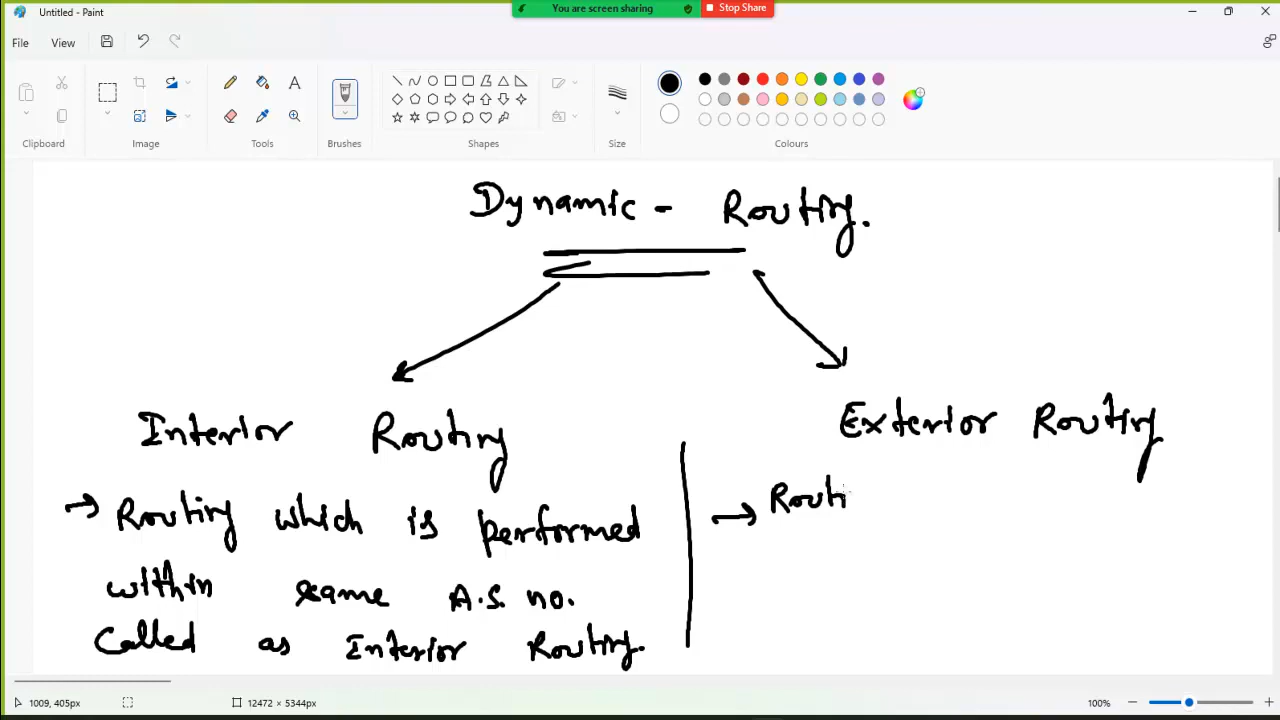 You are screen sharing Stop Share
Untitled - Paint
File View
Clipboard Image Tools Brushes Shapes Size Colours
Dynamic - Routing.
Interior Routing
Exterior Routing
→ Routing which is performed
within same A.S. no.
Called as Interior Routing.
→ Routi
1009, 405px 12472 × 5344px 100%